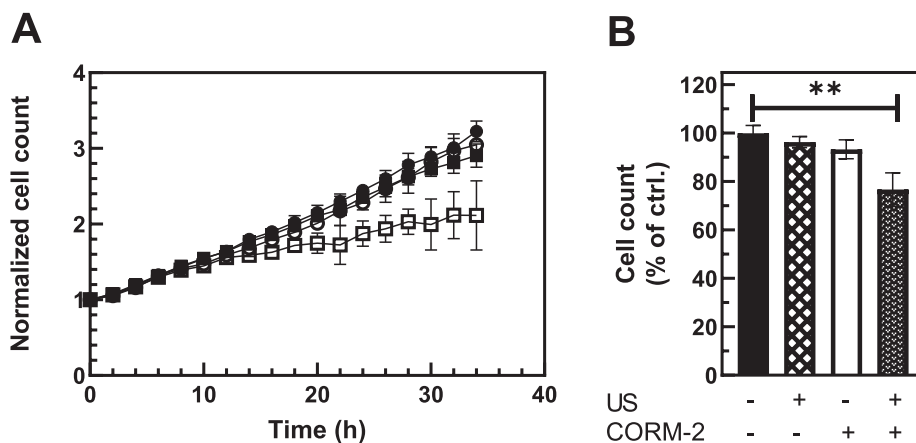 A
Normalized cell count
4
3
2
1
0
0 10 20 30 40
Time (h)
B
Cell count
(% of ctrl.)
120
100
80
60
40
20
0
**
US - + - +
CORM-2 - - + +